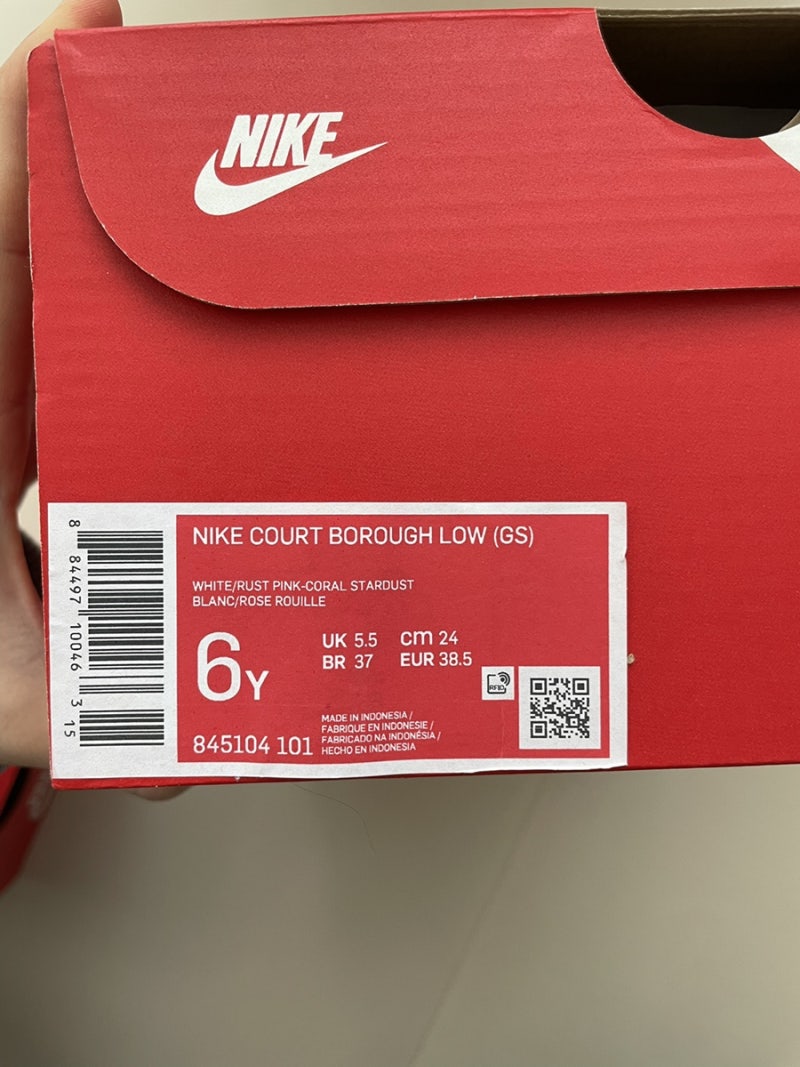 NIKE
NIKE COURT BOROUGH LOW (GS)
WHITE/RUST PINK-CORAL STARDUST
BLANC/ROSE ROUILLE
6Y
UK 5.5 cm 24
BR 37 EUR 38.5
RFID
845104 101
MADE IN INDONESIA /
FABRIQUE EN INDONESIE /
FABRICADO NA INDONÉSIA /
HECHO EN INDONESIA
8 84497 10046 3 15